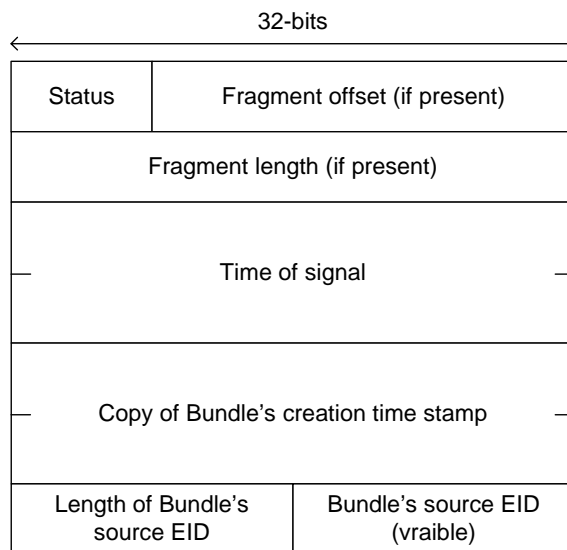 32-bits
Status
Fragment offset (if present)
Fragment length (if present)
Time of signal
Copy of Bundle's creation time stamp
Length of Bundle's
source EID
Bundle's source EID
(vraible)